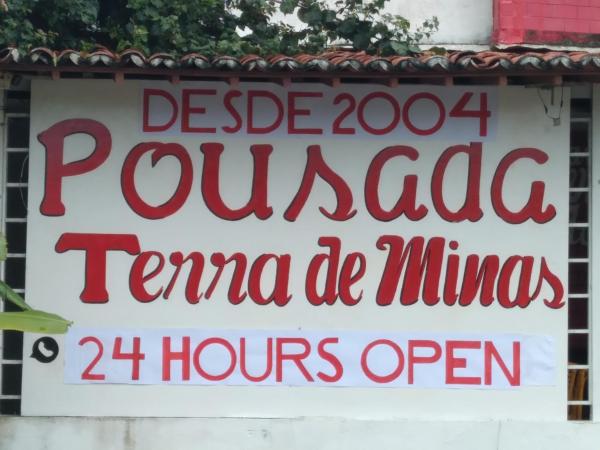 DESDE 2004
Pousada
Terra de Minas
24 HOURS OPEN